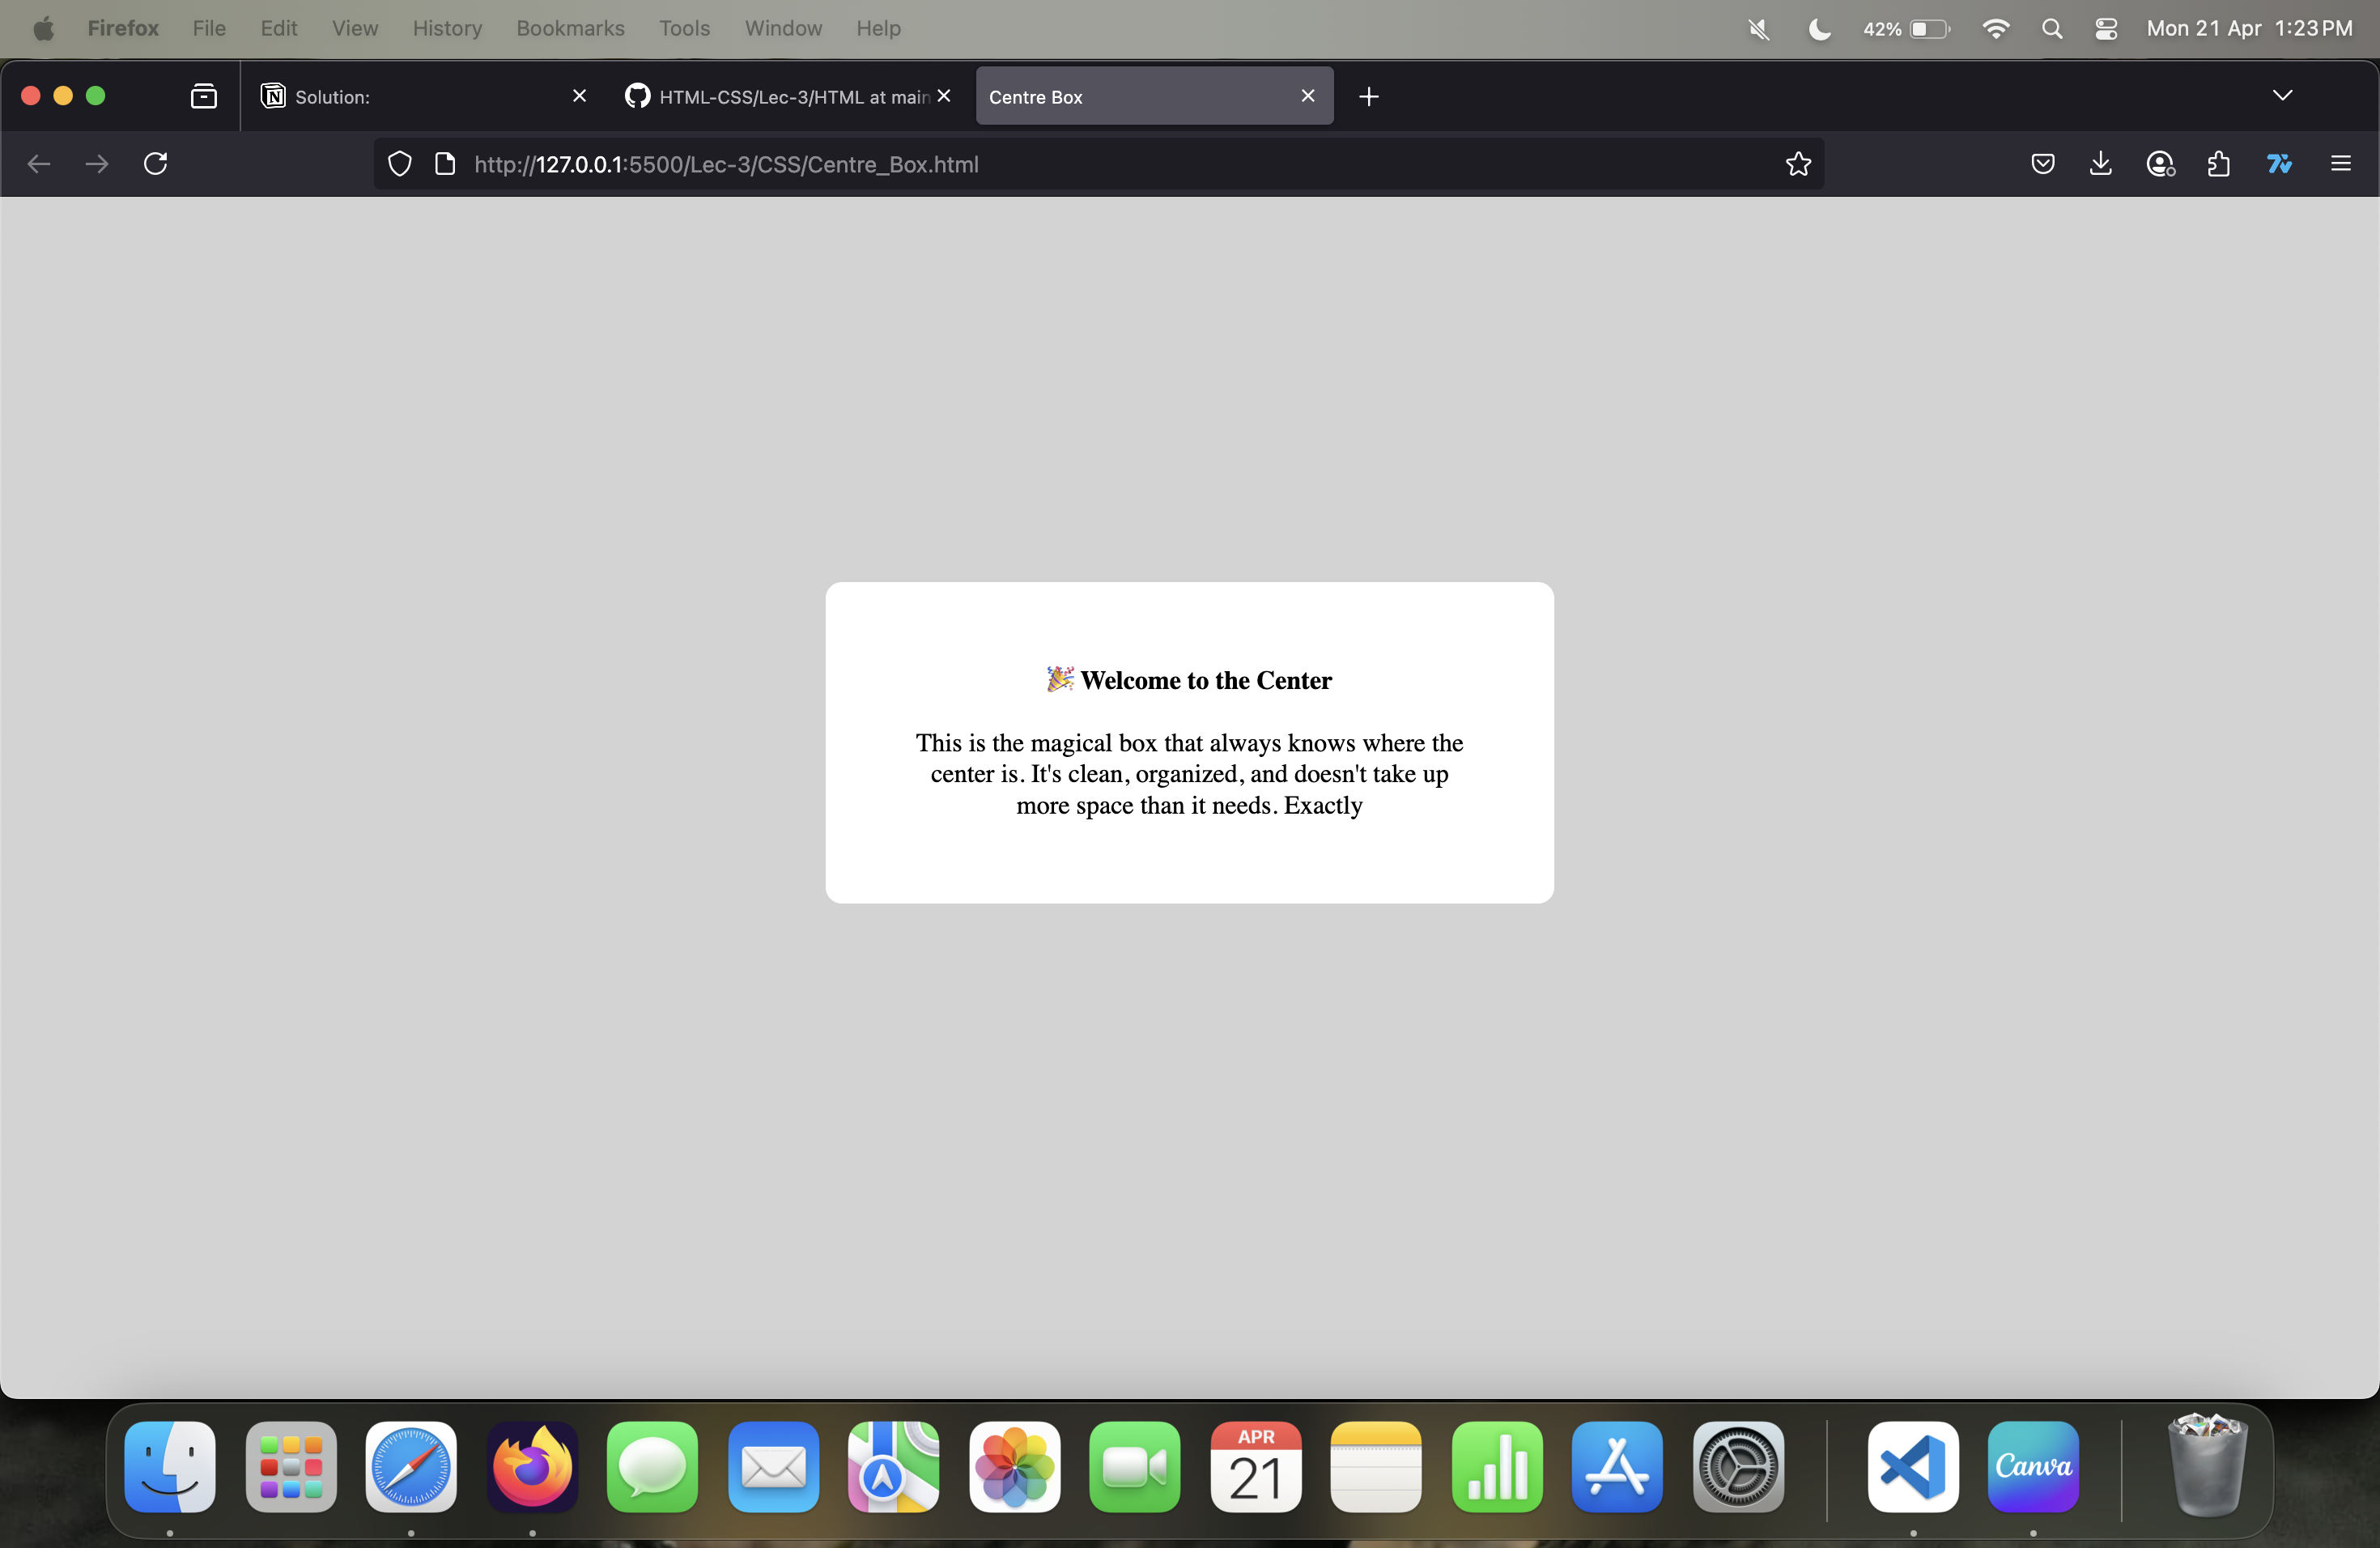 Firefox File Edit View History Bookmarks Tools Window Help 42% Mon 21 Apr 1:23 PM
Solution: HTML-CSS/Lec-3/HTML at main Centre Box
http://127.0.0.1:5500/Lec-3/CSS/Centre_Box.html
🎉 Welcome to the Center
This is the magical box that always knows where the
center is. It's clean, organized, and doesn't take up
more space than it needs. Exactly
APR
21
Canva